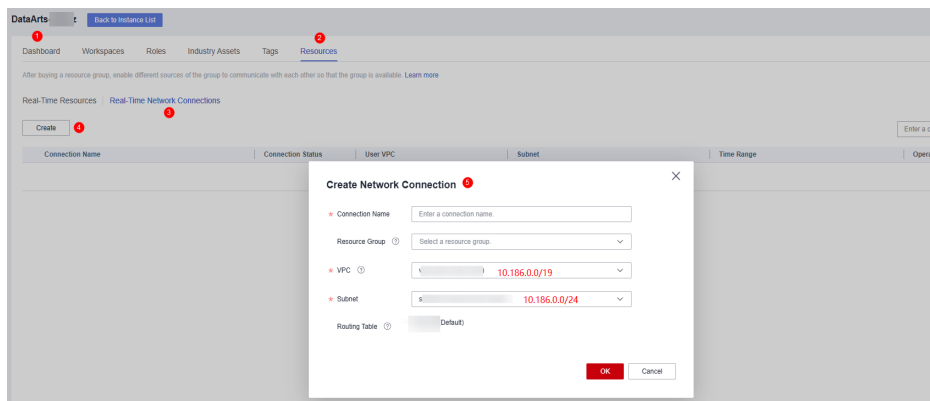 DataArts- z Back to Instance List
1 2
Dashboard Workspaces Roles Industry Assets Tags Resources
After buying a resource group, enable different sources of the group to communicate with each other so that the group is available. Learn more
Real-Time Resources Real-Time Network Connections
3
Create 4
Enter a c
Connection Name Connection Status User VPC Subnet Time Range Opera
Create Network Connection 5
* Connection Name Enter a connection name.
Resource Group ? Select a resource group.
* VPC ? 10.186.0.0/19
* Subnet s 10.186.0.0/24
Routing Table ? Default)
OK Cancel